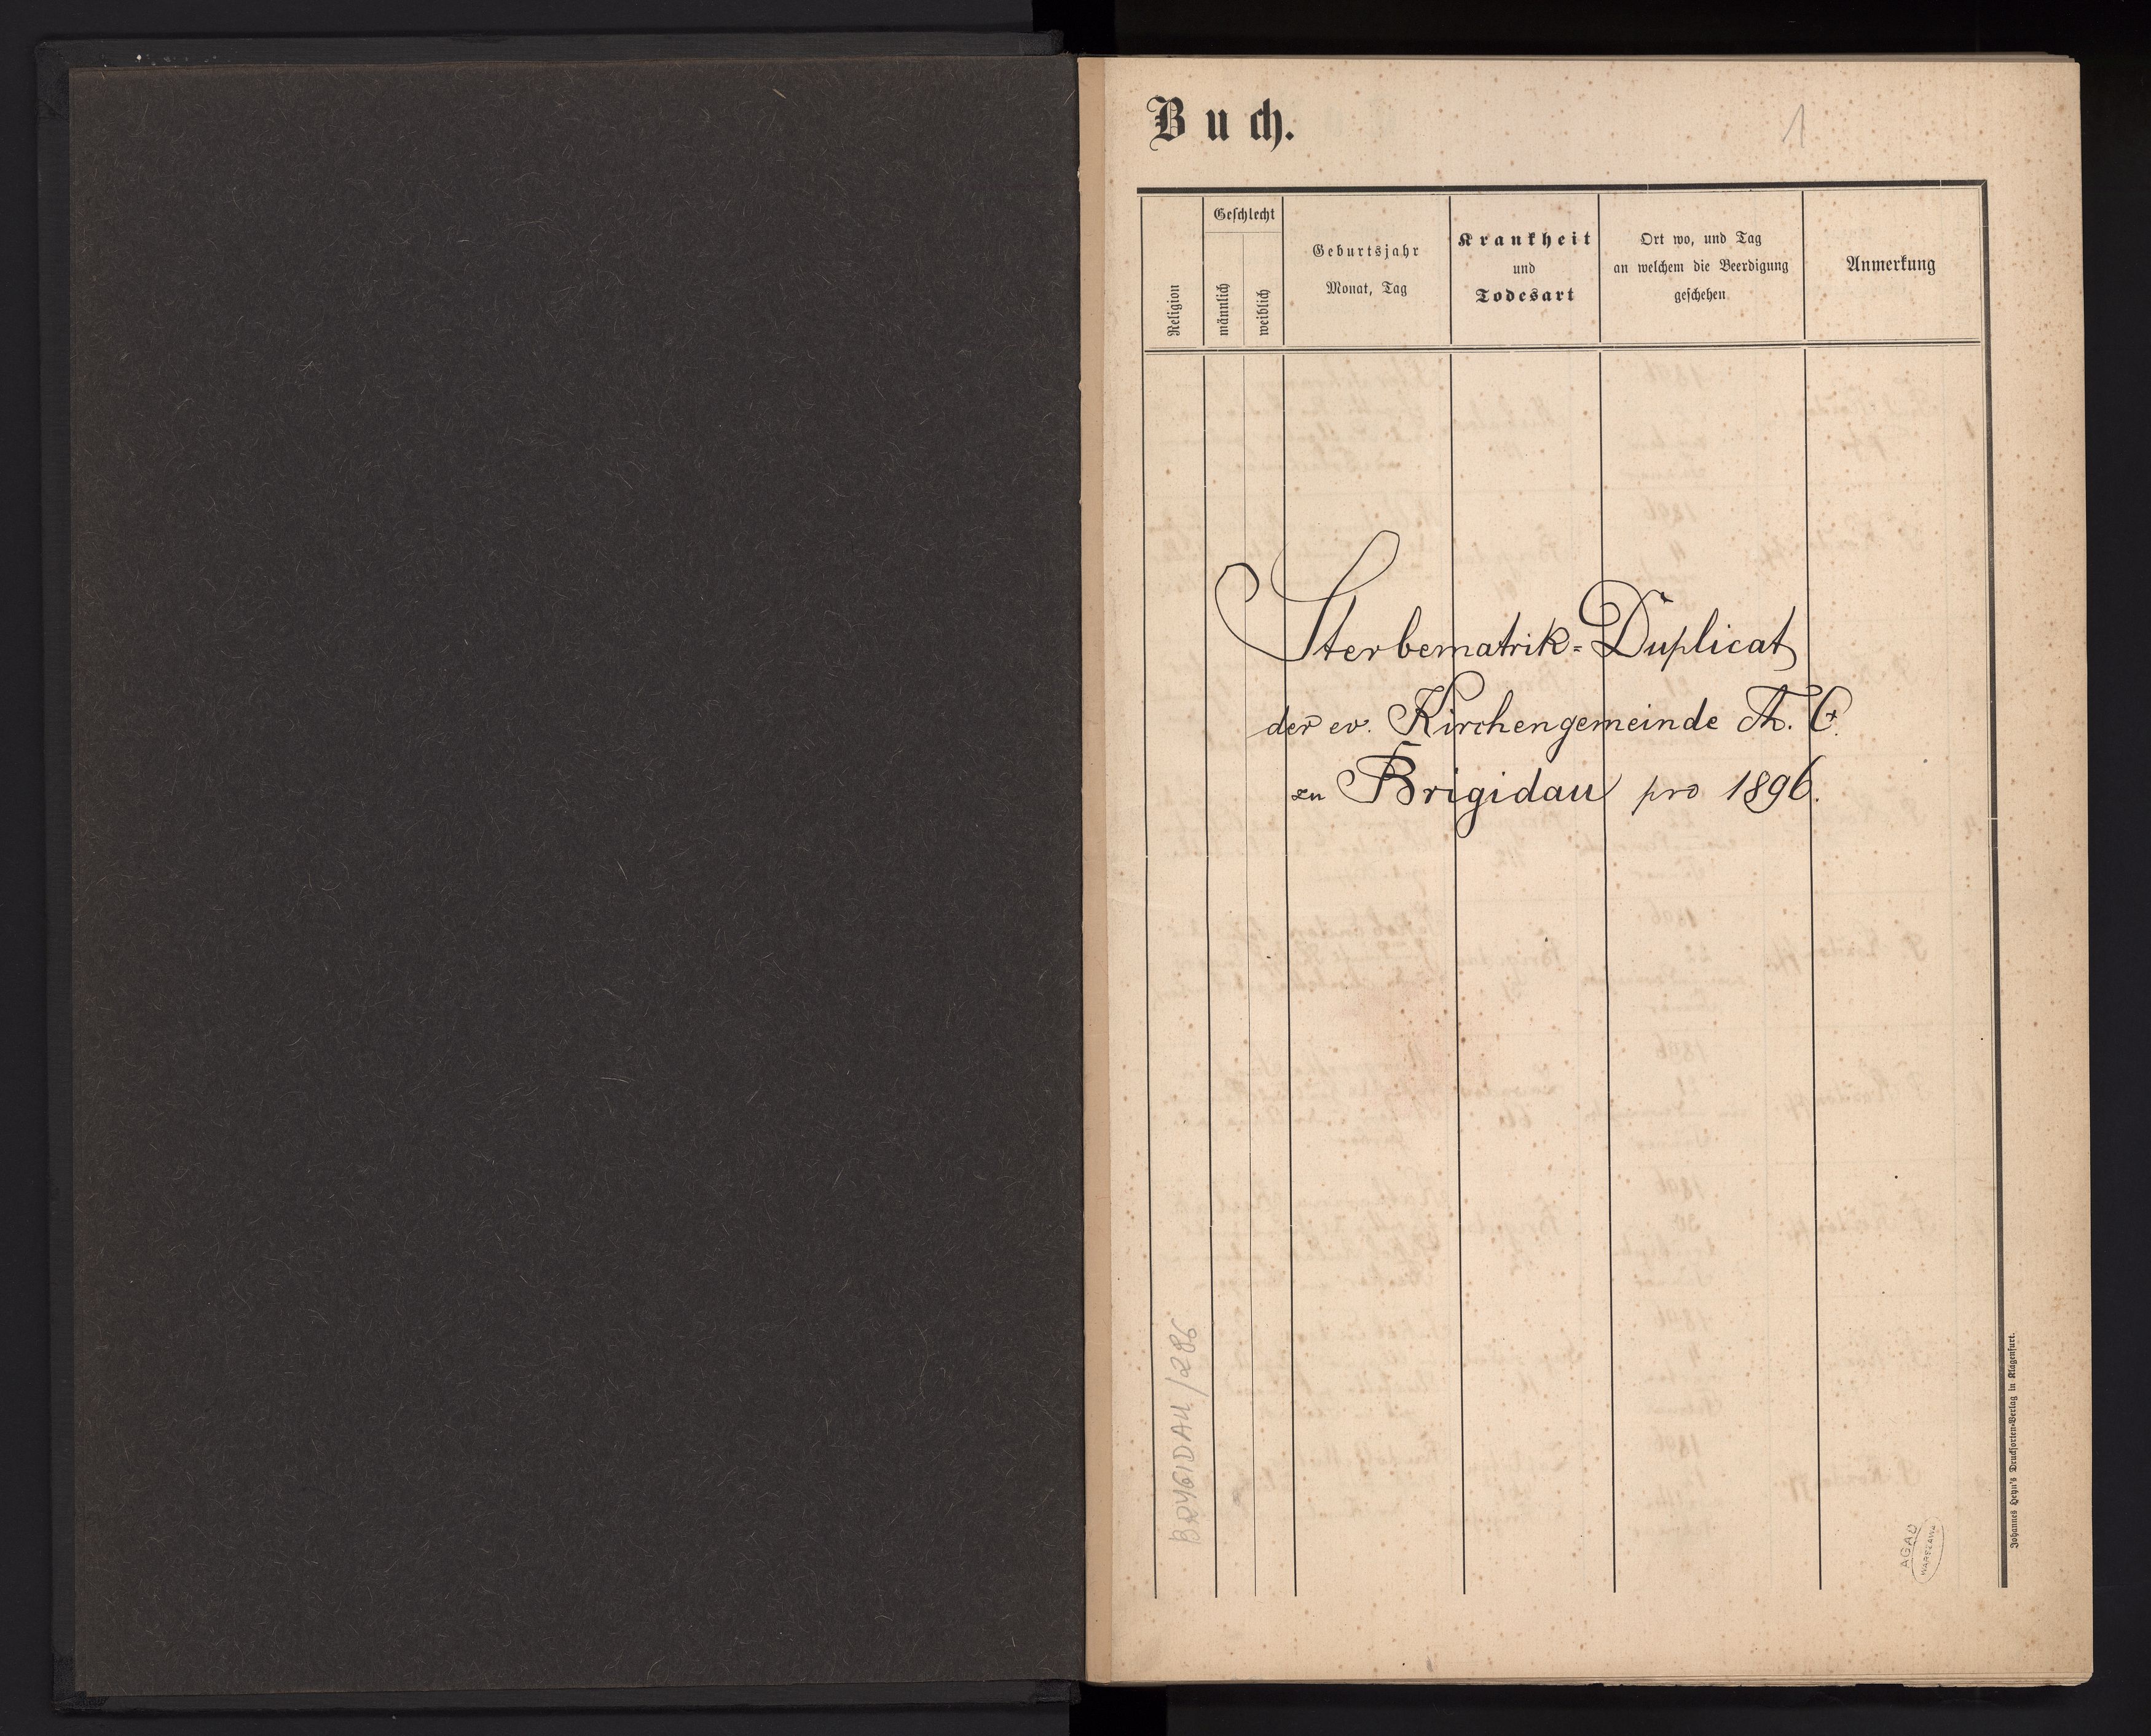 Buch.
1
Religion
Geschlecht
männlich
weiblich
Geburtsjahr
Monat, Tag
Krankheit
und
Todesart
Ort wo, und Tag
an welchem die Beerdigung
geschehen
Anmerkung
Sterbematrik=Duplicat
der ev. Kirchengemeinde A. C.
zu Brigidau pro 1896.
BRYGIDAU /286
AGAD
WARSZAWA
Johannes Heyn's Drucksorten-Verlag in Klagenfurt.